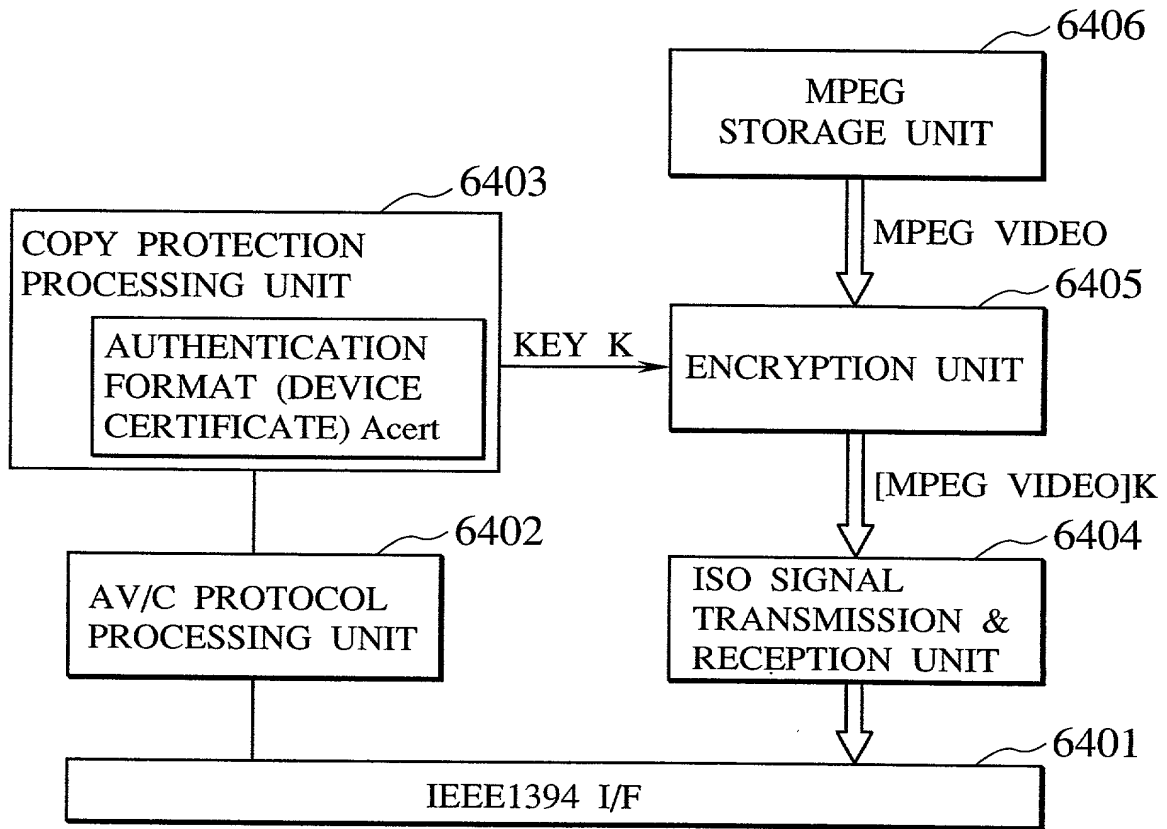 6406
MPEG
STORAGE UNIT
6403
COPY PROTECTION
PROCESSING UNIT
MPEG VIDEO
6405
AUTHENTICATION
FORMAT (DEVICE
CERTIFICATE) Acert
KEY K
ENCRYPTION UNIT
[MPEG VIDEO]K
6402
6404
AV/C PROTOCOL
PROCESSING UNIT
ISO SIGNAL
TRANSMISSION &
RECEPTION UNIT
6401
IEEE1394 I/F